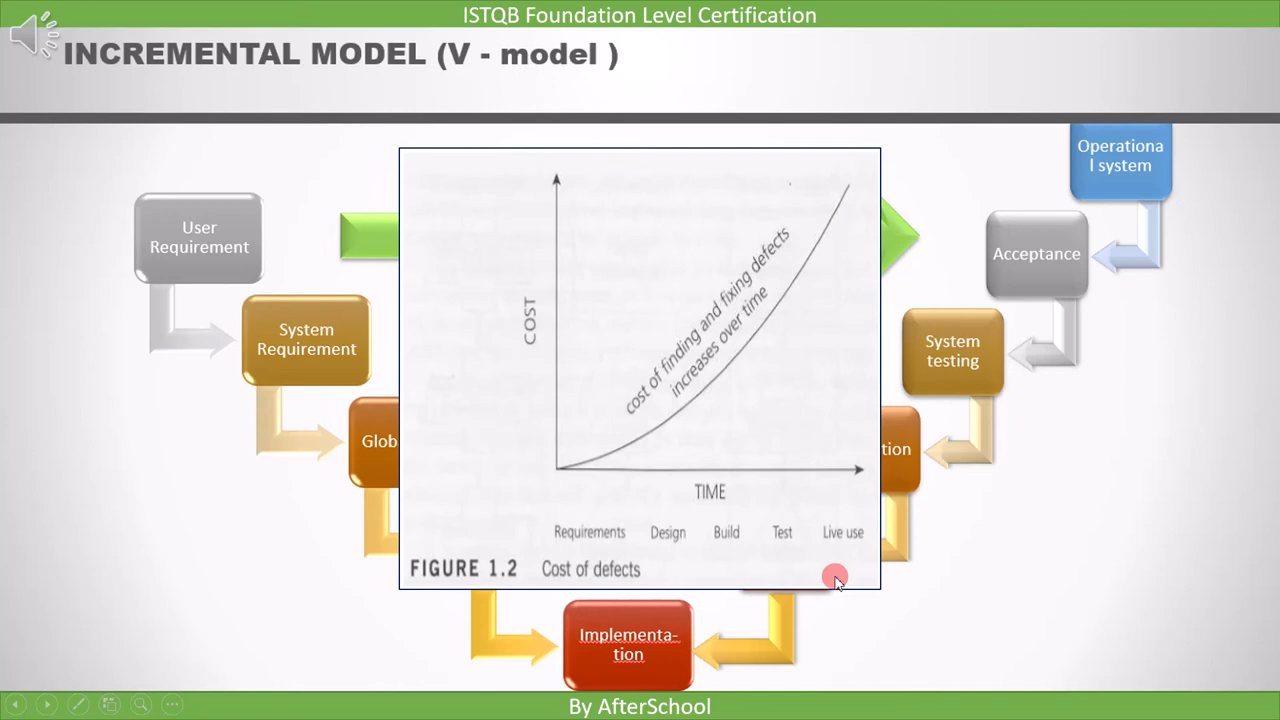 ISTQB Foundation Level Certification
INCREMENTAL MODEL (V - model )
Operationa
l system
User
Requirement
Acceptance
System
Requirement
System
testing
Glob
tion
COST
cost of finding and fixing defects
increases over time
TIME
Requirements Design Build Test Live use
FIGURE 1.2 Cost of defects
Implementa-
tion
By AfterSchool